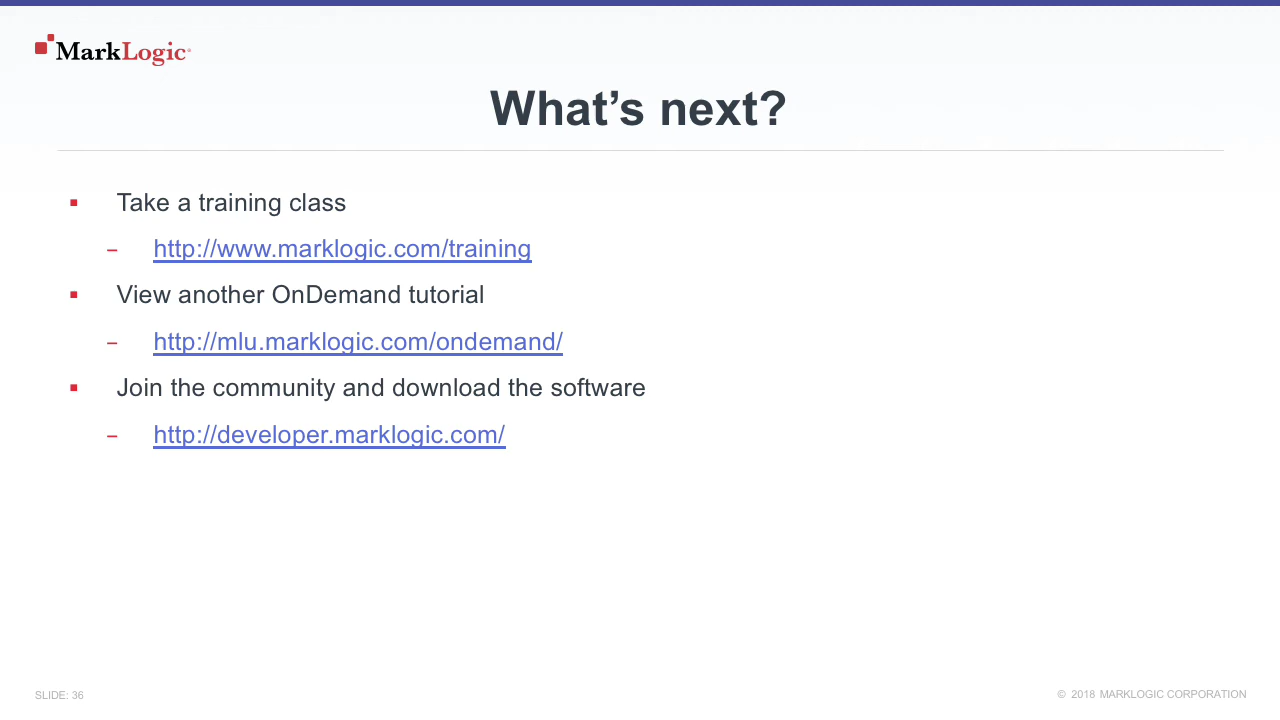 MarkLogic
What’s next?
▪ Take a training class
– http://www.marklogic.com/training
▪ View another OnDemand tutorial
– http://mlu.marklogic.com/ondemand/
▪ Join the community and download the software
– http://developer.marklogic.com/
SLIDE: 36
© 2018 MARKLOGIC CORPORATION